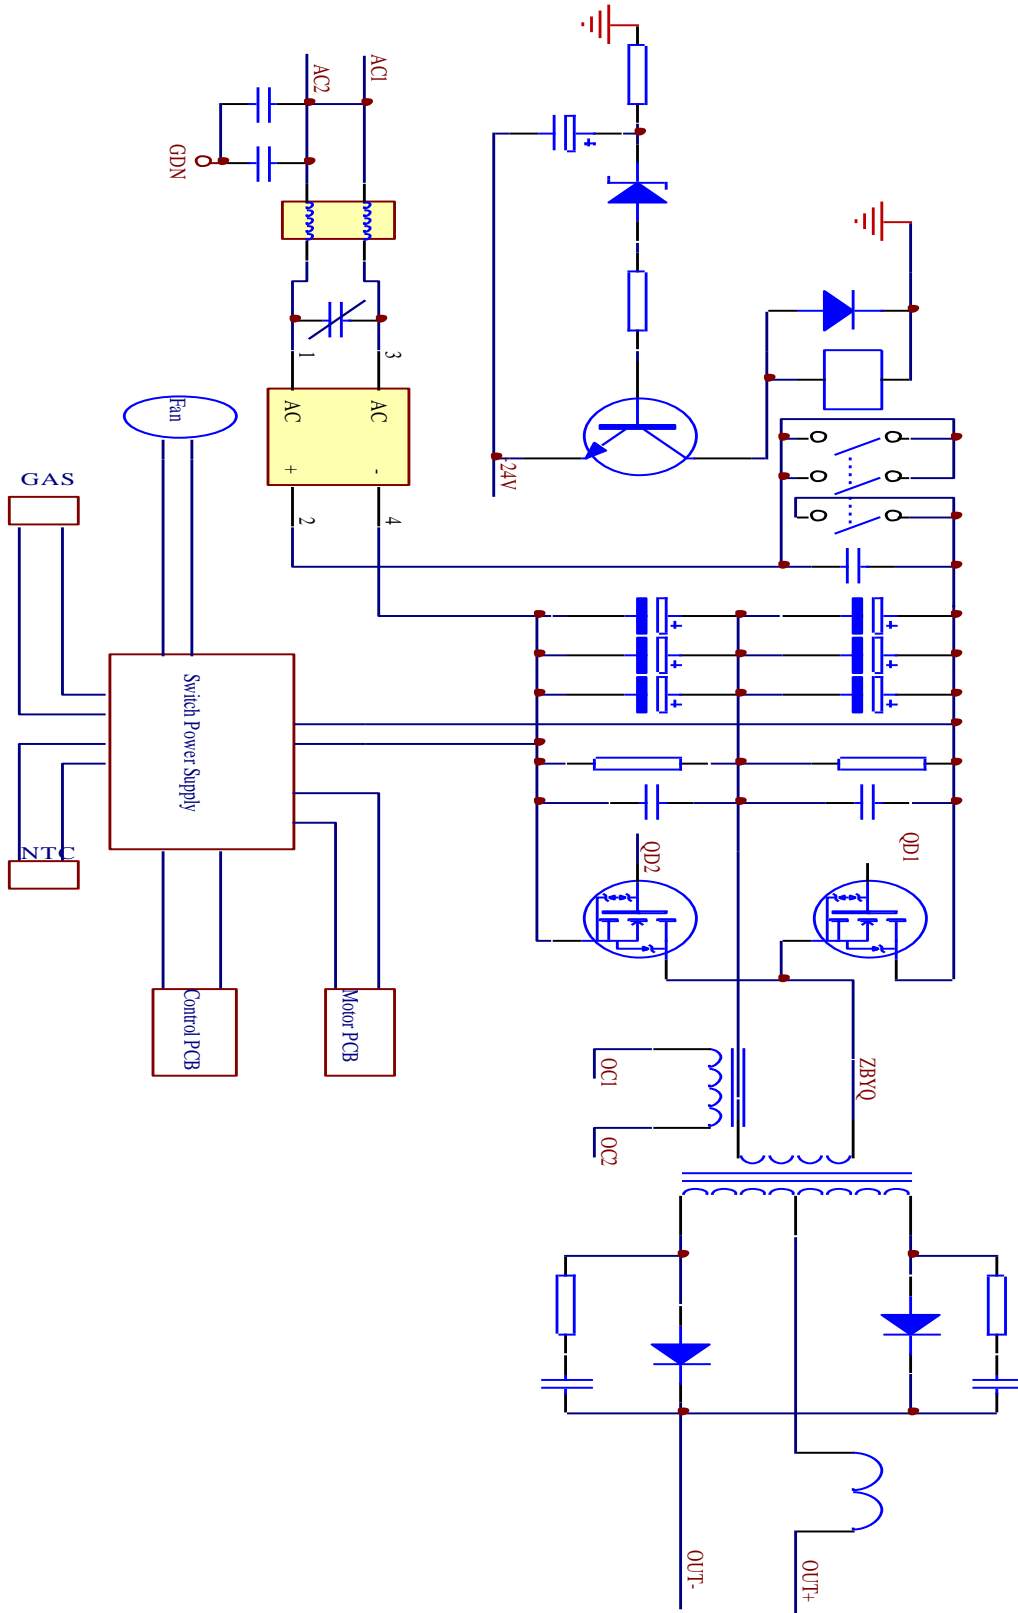 AC1
AC2
GDN
1
3
AC
AC
+
-
2
4
Fan
GAS
-24V
+
+
+
+
+
+
+
Switch Power Supply
NTC
QD2
QD1
Control PCB
Motor PCB
OC1
OC2
ZBYQ
OUT-
OUT+